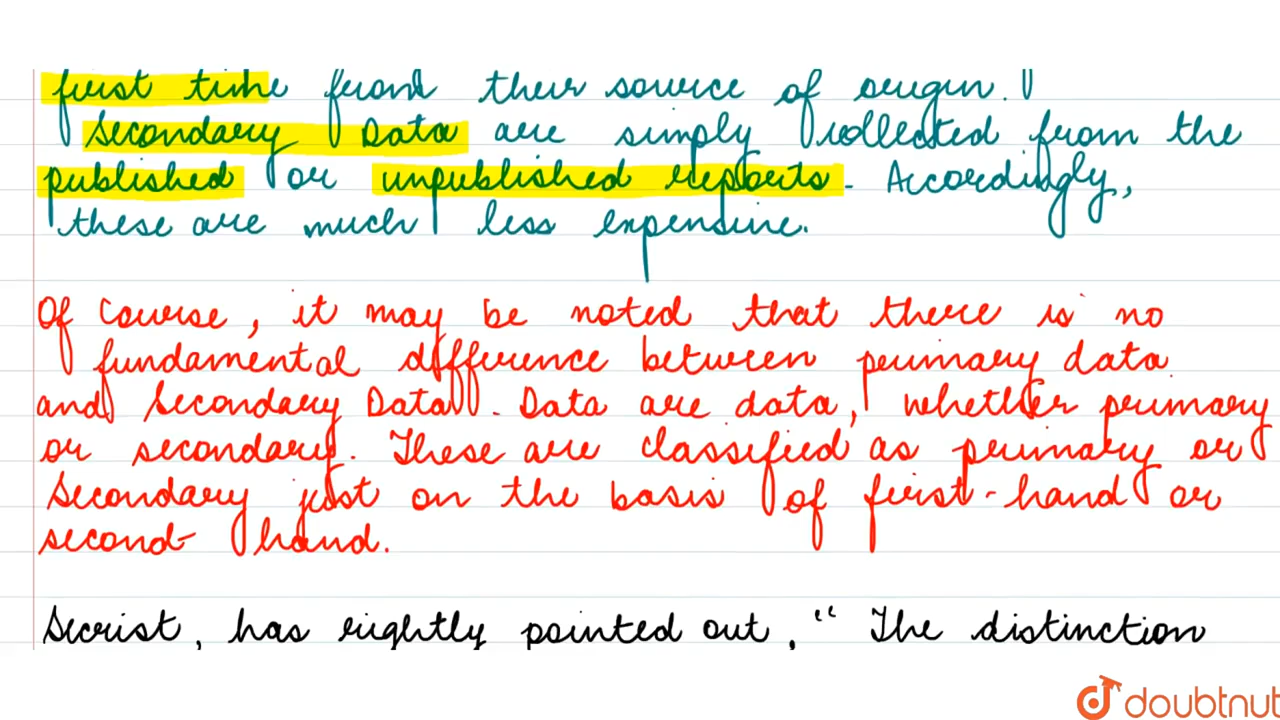 first time from their source of origin.
Secondary Data are simply collected from the
published or unpublished reports. Accordingly,
these are much less expensive.
Of Course, it may be noted that there is no
fundamental difference between primary data
and Secondary Data. Data are data, whether primary
or secondary. These are classified as primary or
Secondary just on the basis of first-hand or
second-hand.
Secrist, has rightly pointed out, “The distinction
doubtnut